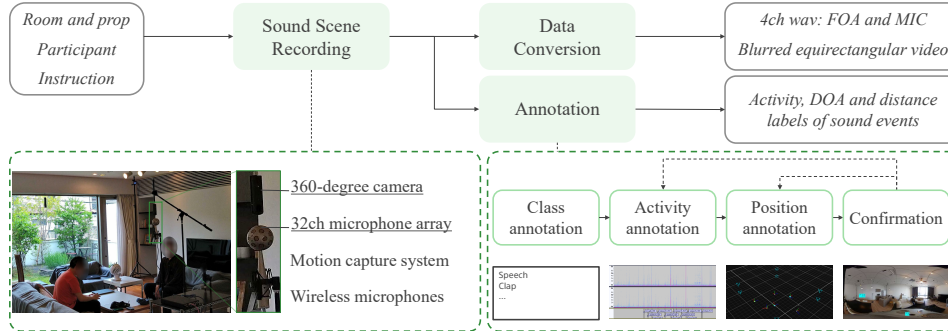 Room and prop
Participant
Instruction
Sound Scene
Recording
Data
Conversion
4ch wav: FOA and MIC
Blurred equirectangular video
Annotation
Activity, DOA and distance
labels of sound events
360-degree camera
32ch microphone array
Motion capture system
Wireless microphones
Class
annotation
Activity
annotation
Position
annotation
Confirmation
Speech
Clap
...